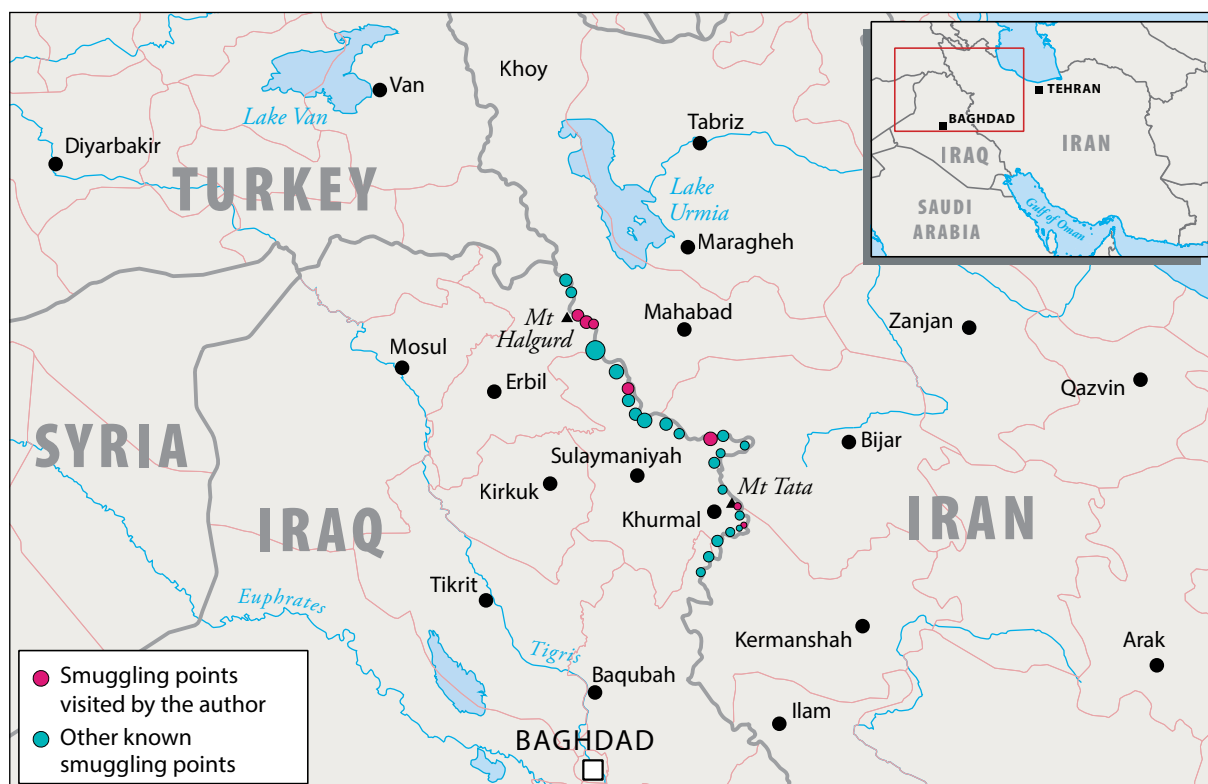 Khoy
Van
Lake Van
Tabriz
Diyarbakir
TURKEY
Lake
Urmia
Maragheh
TEHRAN
BAGHDAD
IRAQ
IRAN
SAUDI
ARABIA
Gulf of Oman
Mt
Halgurd
Mahabad
Zanjan
Mosul
Erbil
Qazvin
SYRIA
Bijar
Sulaymaniyah
Kirkuk
Mt Tata
Khurmal
IRAQ
IRAN
Tikrit
Euphrates
Kermanshah
Arak
Tigris
Baqubah
Ilam
BAGHDAD
Smuggling points
visited by the author
Other known
smuggling points